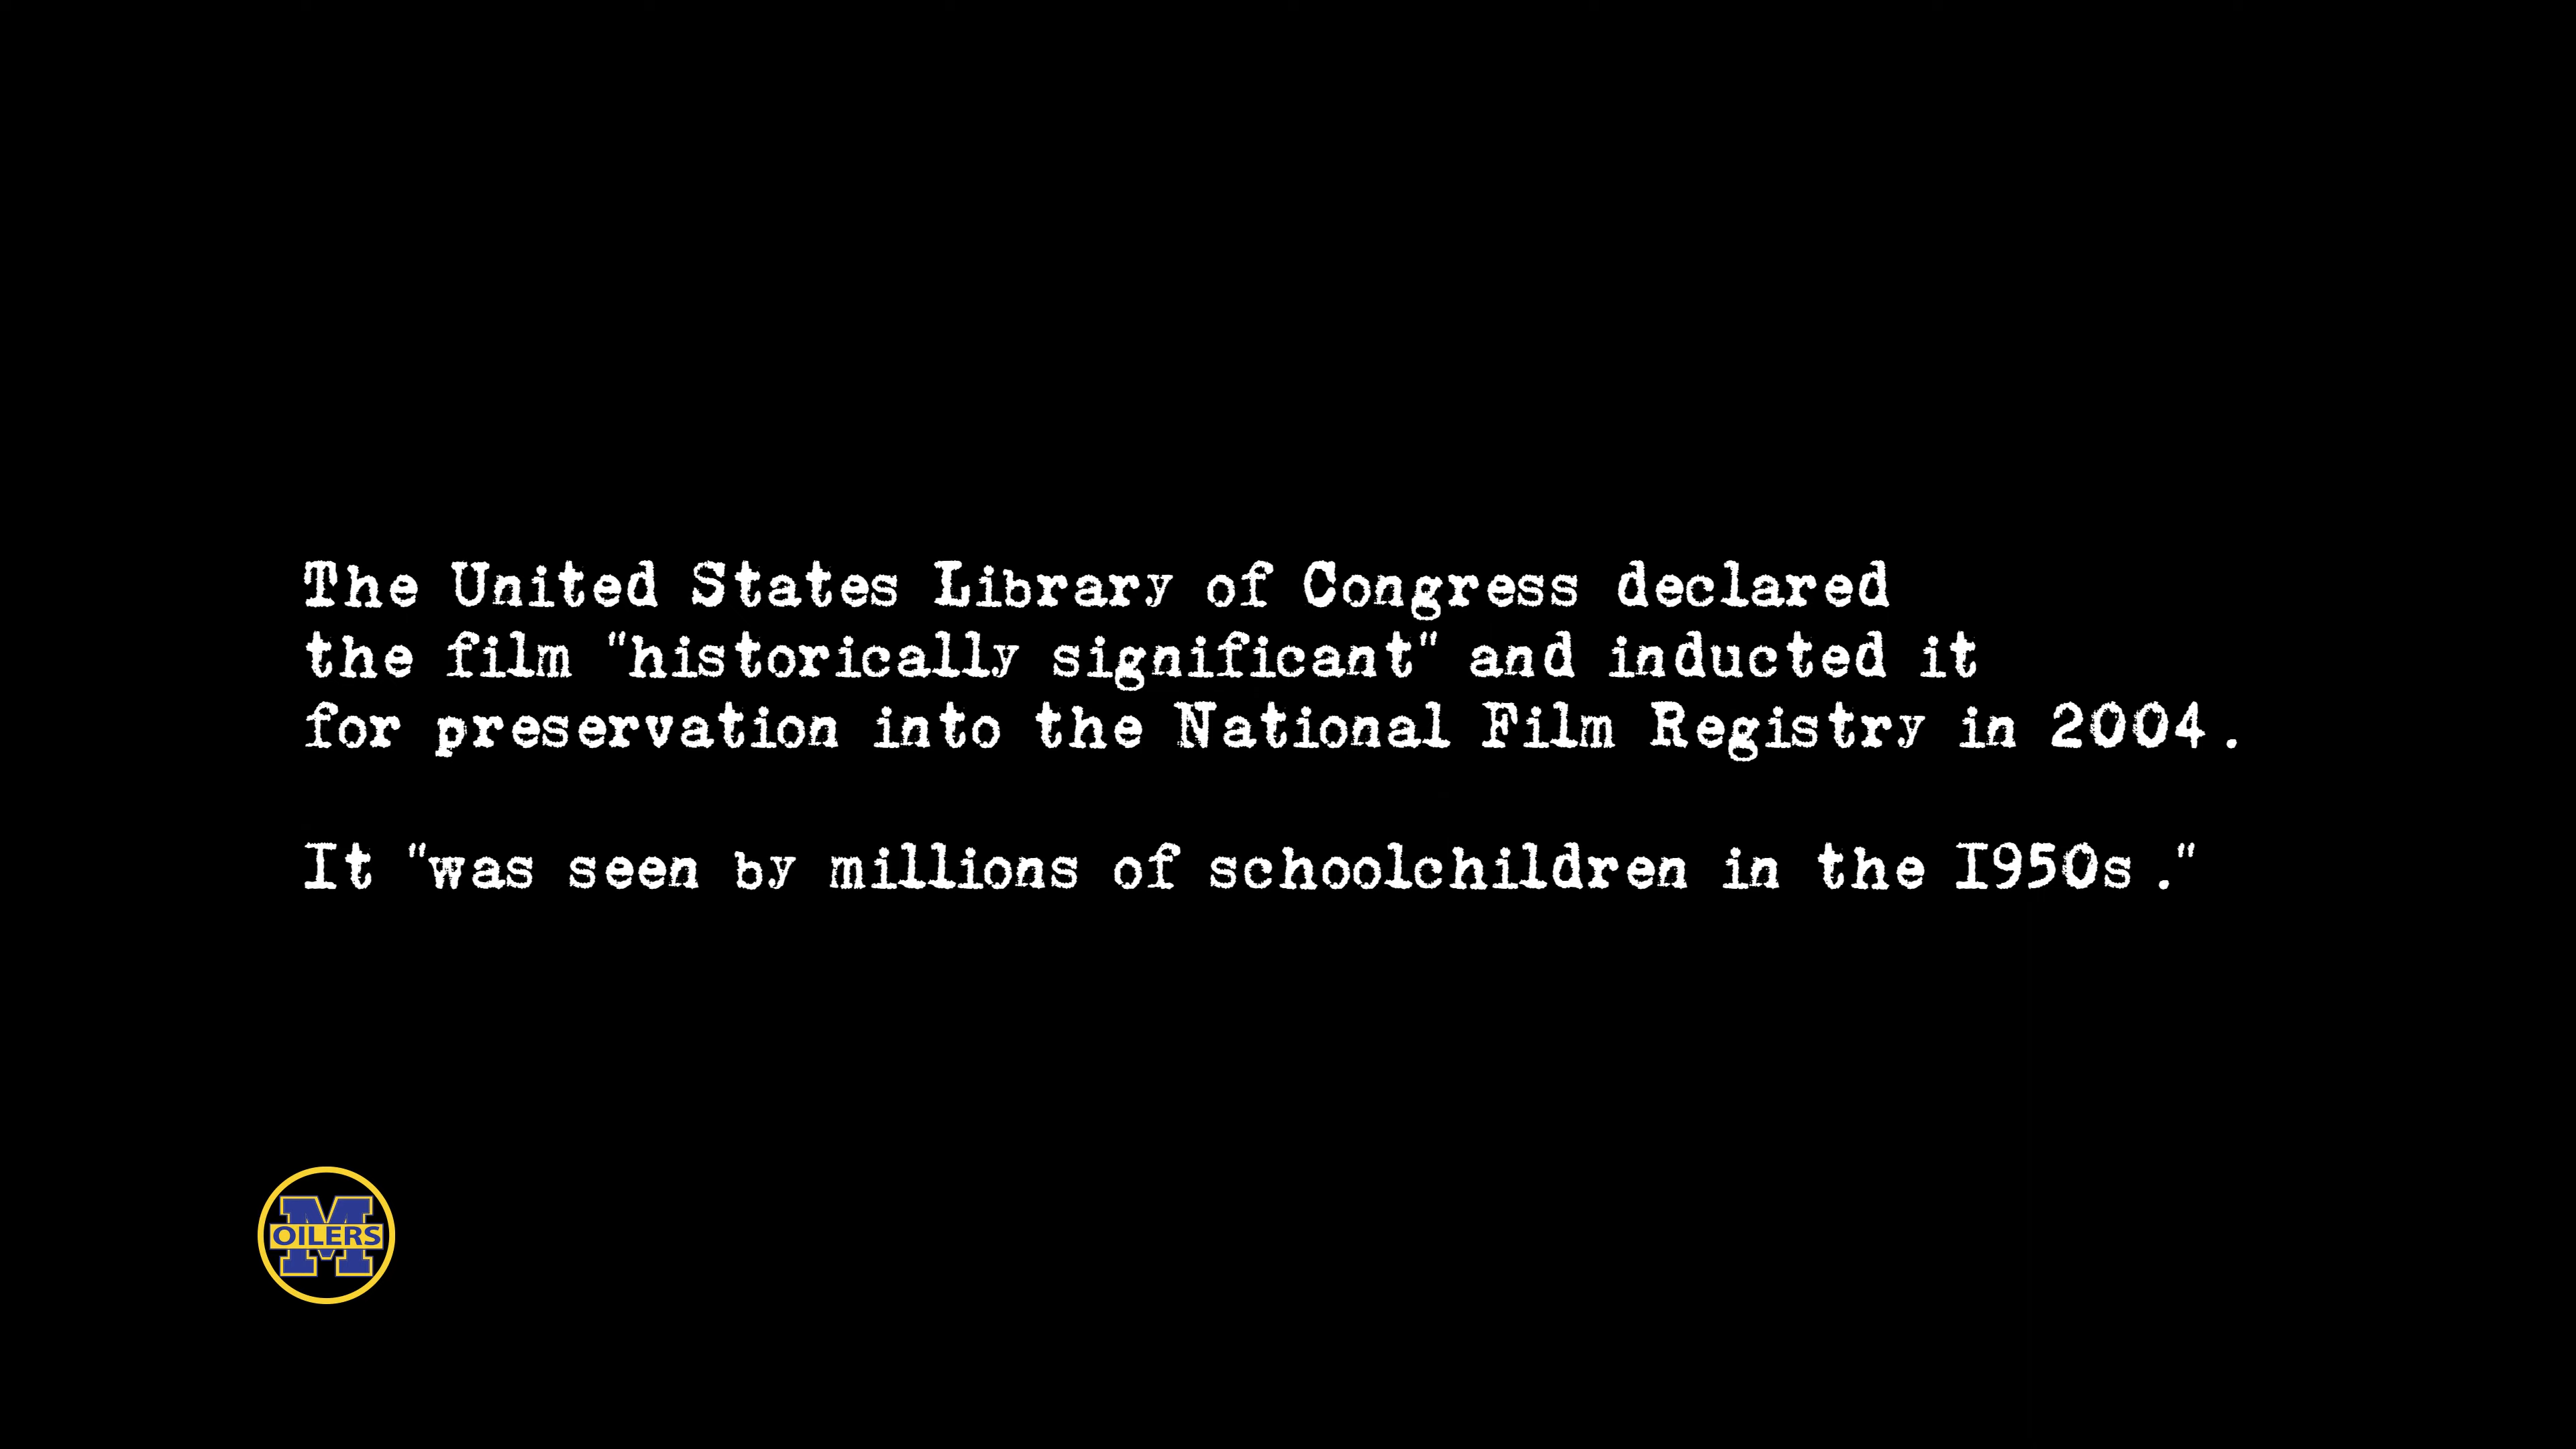 The United States Library of Congress declared
the film "historically significant" and inducted it
for preservation into the National Film Registry in 2004.
It "was seen by millions of schoolchildren in the 1950s."
M
OILERS